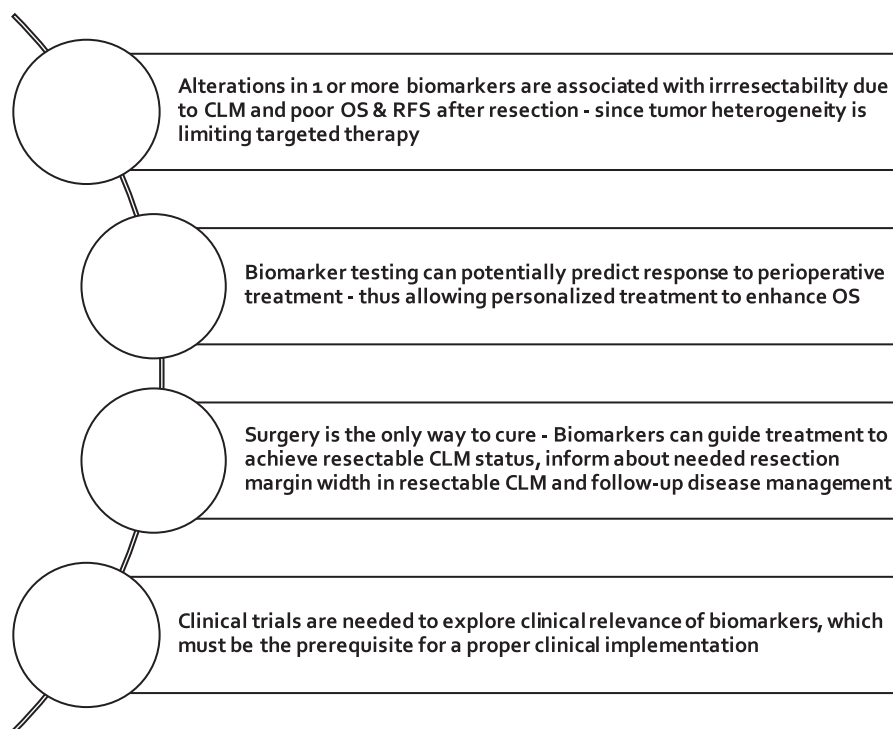 Alterations in 1 or more biomarkers are associated with irrresectability due
to CLM and poor OS & RFS after resection - since tumor heterogeneity is
limiting targeted therapy
Biomarker testing can potentially predict response to perioperative
treatment - thus allowing personalized treatment to enhance OS
Surgery is the only way to cure - Biomarkers can guide treatment to
achieve resectable CLM status, inform about needed resection
margin width in resectable CLM and follow-up disease management
Clinical trials are needed to explore clinical relevance of biomarkers, which
must be the prerequisite for a proper clinical implementation